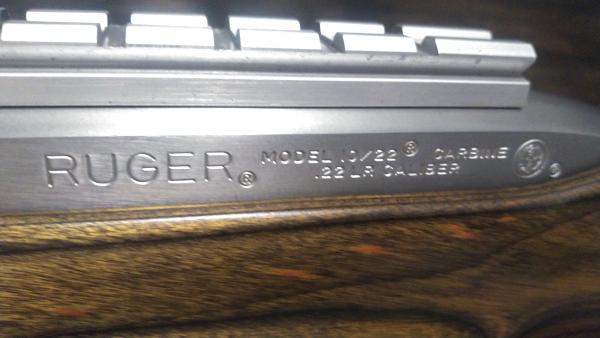 RUGER® MODEL 10/22® CARBINE ®
.22 LR CALIBER